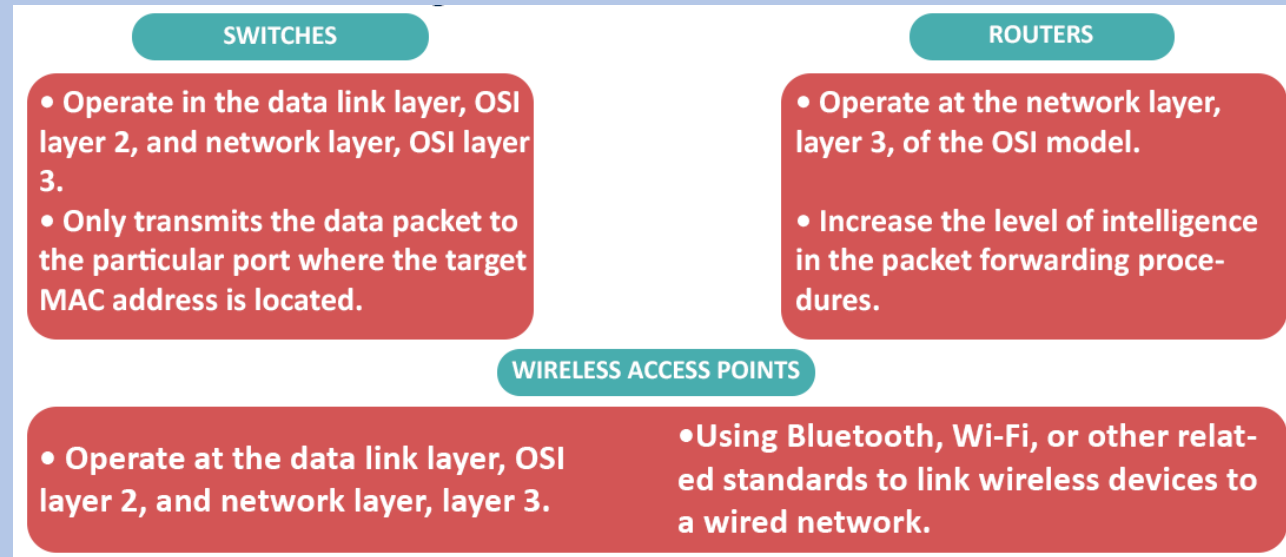 SWITCHES
• Operate in the data link layer, OSI
layer 2, and network layer, OSI layer
3.
• Only transmits the data packet to
the particular port where the target
MAC address is located.
ROUTERS
• Operate at the network layer,
layer 3, of the OSI model.
• Increase the level of intelligence
in the packet forwarding proce-
dures.
WIRELESS ACCESS POINTS
• Operate at the data link layer, OSI
layer 2, and network layer, layer 3.
•Using Bluetooth, Wi-Fi, or other relat-
ed standards to link wireless devices to
a wired network.